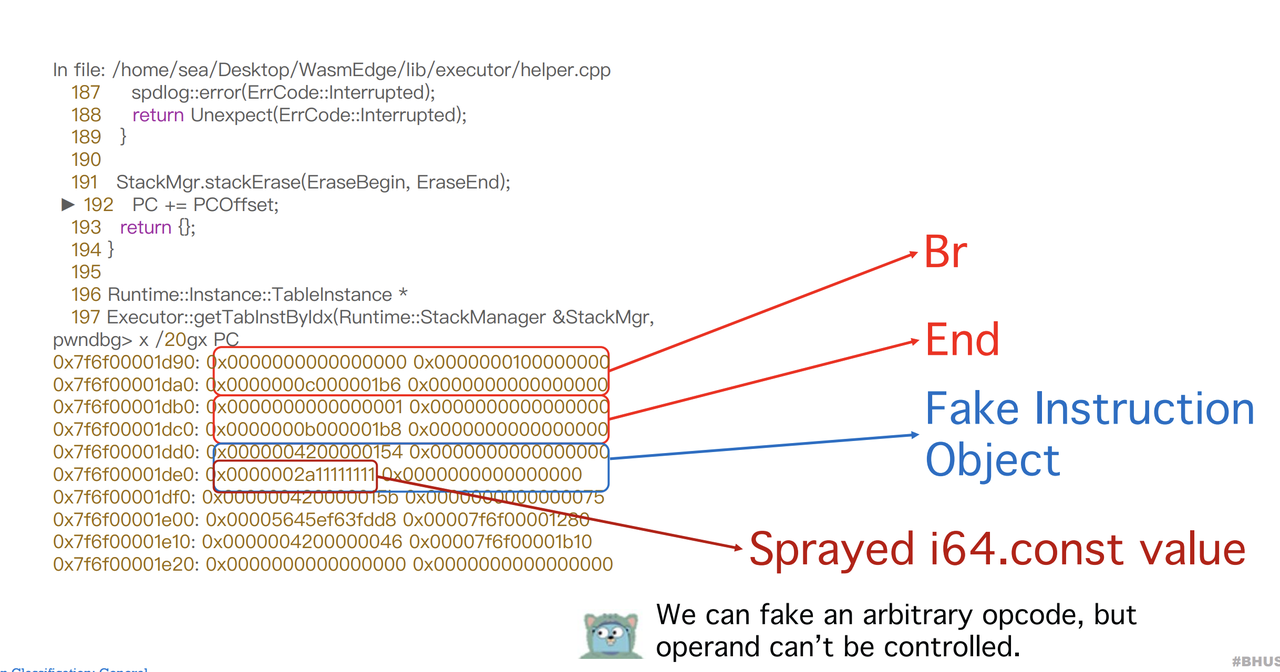 In file: /home/sea/Desktop/WasmEdge/lib/executor/helper.cpp
187 spdlog::error(ErrCode::Interrupted);
188 return Unexpect(ErrCode::Interrupted);
189 }
190
191 StackMgr.stackErase(EraseBegin, EraseEnd);
► 192 PC += PCOffset;
193 return {};
194 }
195
196 Runtime::Instance::TableInstance *
197 Executor::getTabInstByIdx(Runtime::StackManager &StackMgr,
pwndbg> x /20gx PC
0x7f6f00001d90: 0x0000000000000000 0x0000000100000000
0x7f6f00001da0: 0x0000000c000001b6 0x0000000000000000
0x7f6f00001db0: 0x0000000000000001 0x0000000000000000
0x7f6f00001dc0: 0x0000000b000001b8 0x0000000000000000
0x7f6f00001dd0: 0x0000004200000154 0x0000000000000000
0x7f6f00001de0: 0x0000002a11111111 0x0000000000000000
0x7f6f00001df0: 0x000000420000015b 0x0000000000000075
0x7f6f00001e00: 0x00005645ef63fdd8 0x00007f6f00001280
0x7f6f00001e10: 0x0000004200000046 0x00007f6f00001b10
0x7f6f00001e20: 0x0000000000000000 0x0000000000000000
Br
End
Fake Instruction
Object
Sprayed i64.const value
We can fake an arbitrary opcode, but
operand can't be controlled.
#BHUS